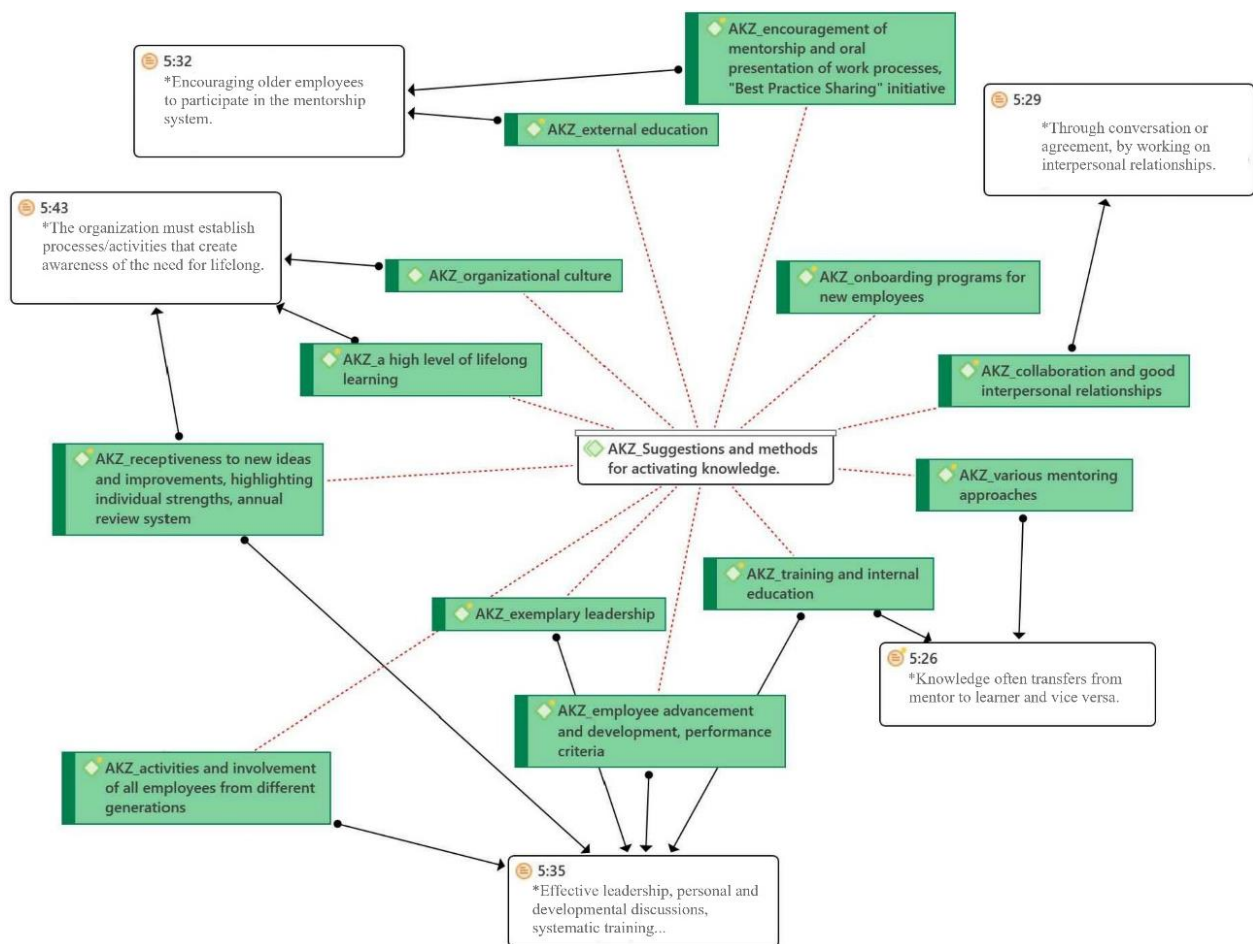 AKZ_encouragement of
mentorship and oral
presentation of work processes,
"Best Practice Sharing" initiative
5:32
*Encouraging older employees
to participate in the mentorship
system.
AKZ_external education
5:29
*Through conversation or
agreement, by working on
interpersonal relationships.
5:43
*The organization must establish
processes/activities that create
awareness of the need for lifelong.
AKZ_organizational culture
AKZ_onboarding programs for
new employees
AKZ_a high level of lifelong
learning
AKZ_collaboration and good
interpersonal relationships
AKZ_Suggestions and methods
for activating knowledge.
AKZ_receptiveness to new ideas
and improvements, highlighting
individual strengths, annual
review system
AKZ_various mentoring
approaches
AKZ_training and internal
education
AKZ_exemplary leadership
5:26
*Knowledge often transfers from
mentor to learner and vice versa.
AKZ_employee advancement
and development, performance
criteria
AKZ_activities and involvement
of all employees from different
generations
5:35
*Effective leadership, personal and
developmental discussions,
systematic training...